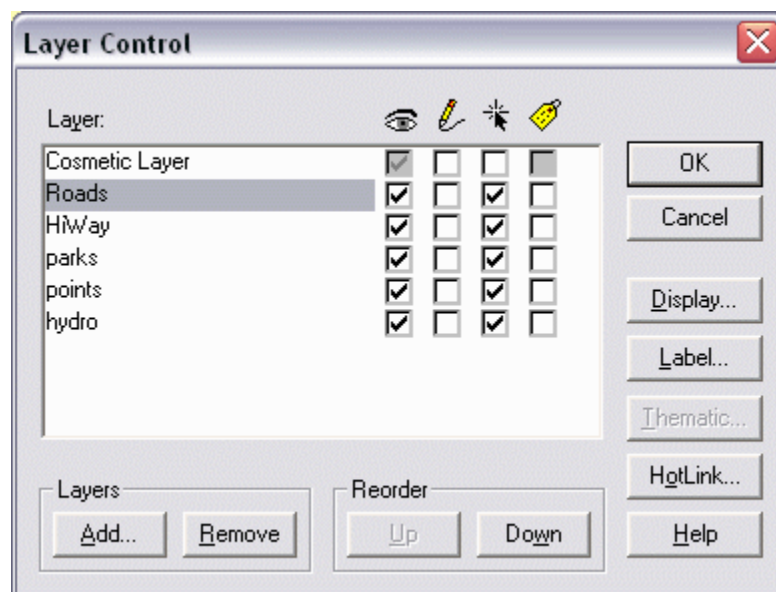 Layer Control
Layer:
Cosmetic Layer
Roads
HiWay
parks
points
hydro
OK
Cancel
Display...
Label...
Thematic...
HotLink...
Help
Layers
Add...
Remove
Reorder
Up
Down